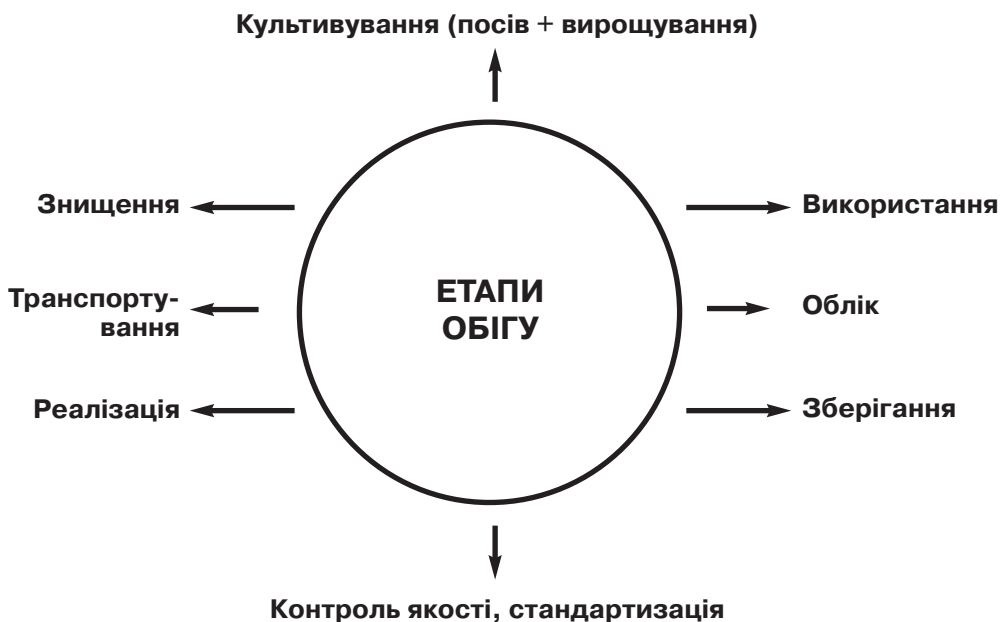 Культивування (посів + вирощування)
Знищення
Використання
Транспорту-
вання
ЕТАПИ
ОБІГУ
Облік
Реалізація
Зберігання
Контроль якості, стандартизація